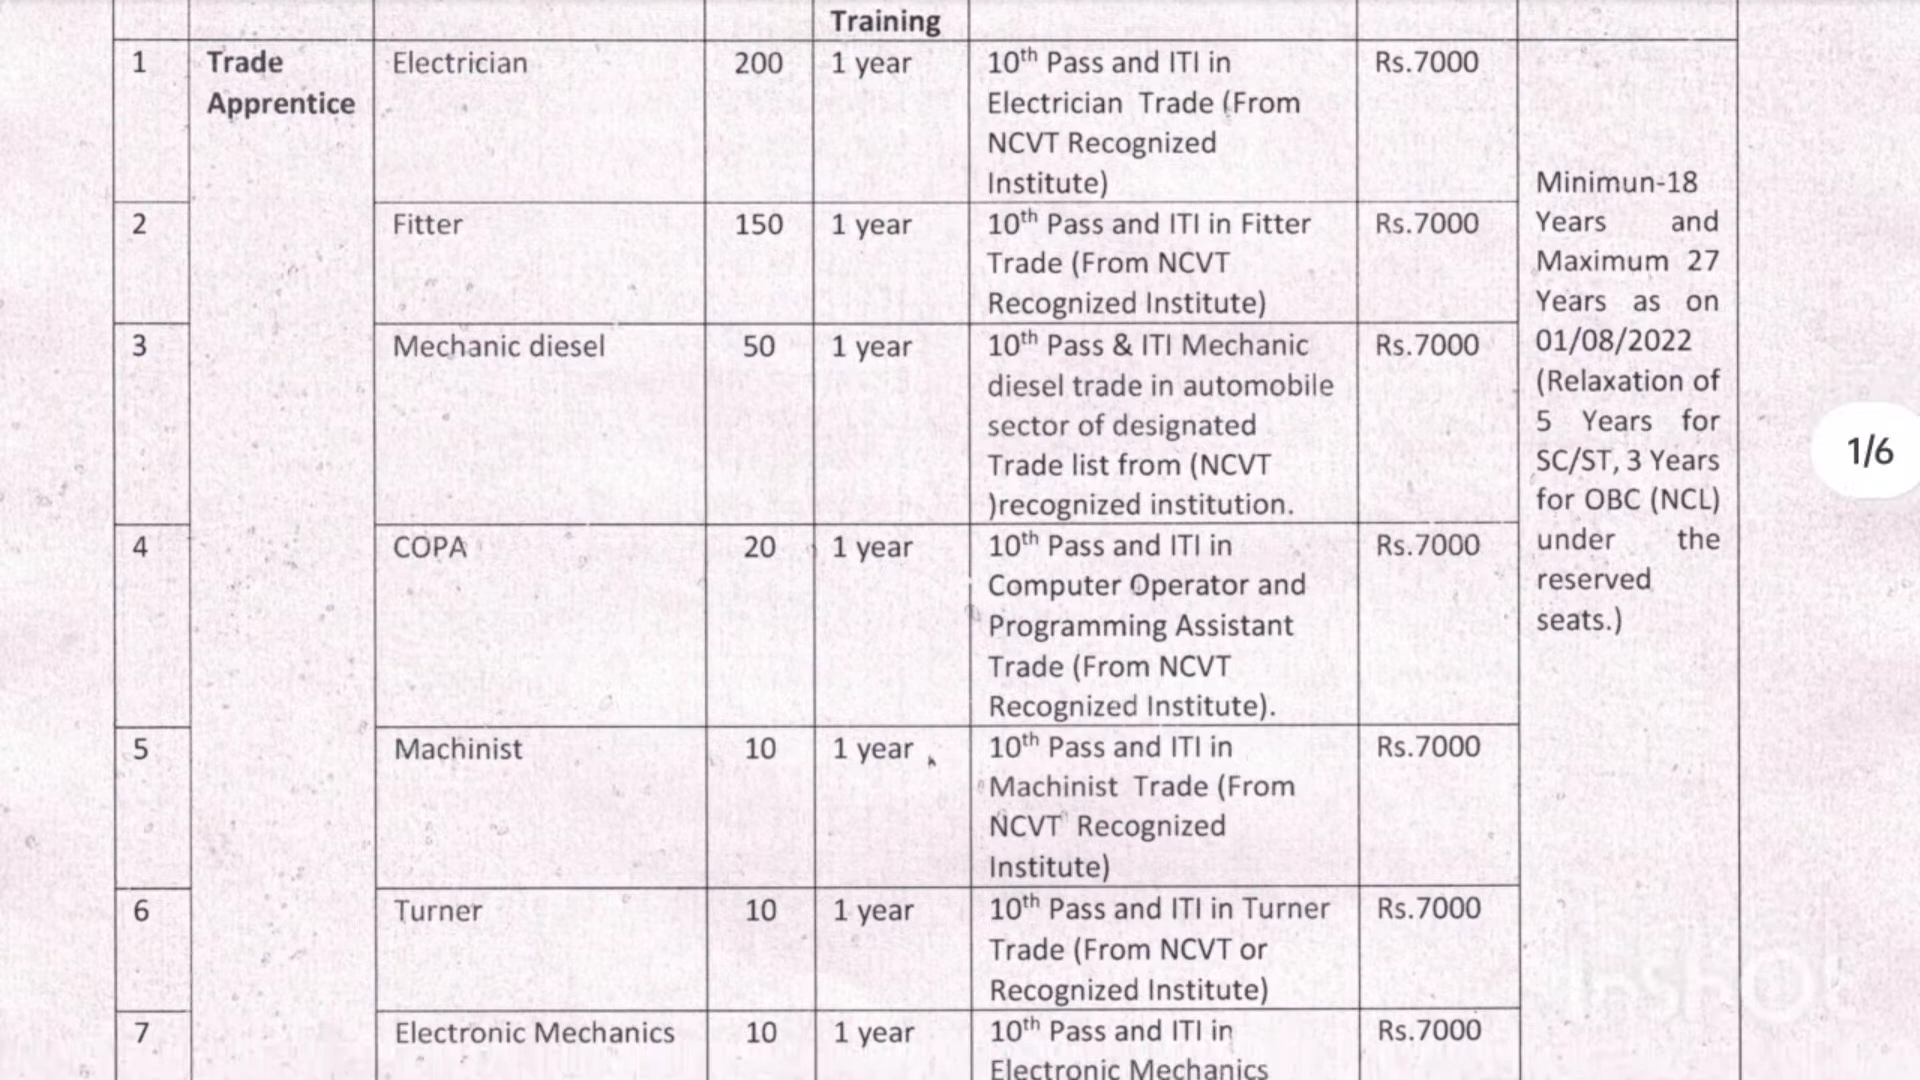 Training
1 Trade Electrician 200 1 year 10th Pass and ITI in Rs.7000
Apprentice Electrician Trade (From
NCVT Recognized
Institute)
2 Fitter 150 1 year 10th Pass and ITI in Fitter Rs.7000
Trade (From NCVT
Recognized Institute)
3 Mechanic diesel 50 1 year 10th Pass & ITI Mechanic Rs.7000
diesel trade in automobile
sector of designated
Trade list from (NCVT
)recognized institution.
4 COPA 20 1 year 10th Pass and ITI in Rs.7000
Computer Operator and
Programming Assistant
Trade (From NCVT
Recognized Institute).
5 Machinist 10 1 year 10th Pass and ITI in Rs.7000
Machinist Trade (From
NCVT Recognized
Institute)
6 Turner 10 1 year 10th Pass and ITI in Turner Rs.7000
Trade (From NCVT or
Recognized Institute)
7 Electronic Mechanics 10 1 year 10th Pass and ITI in Rs.7000
Electronic Mechanics
Minimun-18
Years and
Maximum 27
Years as on
01/08/2022
(Relaxation of
5 Years for
SC/ST, 3 Years
for OBC (NCL)
under the
reserved
seats.)
1/6
InShOt